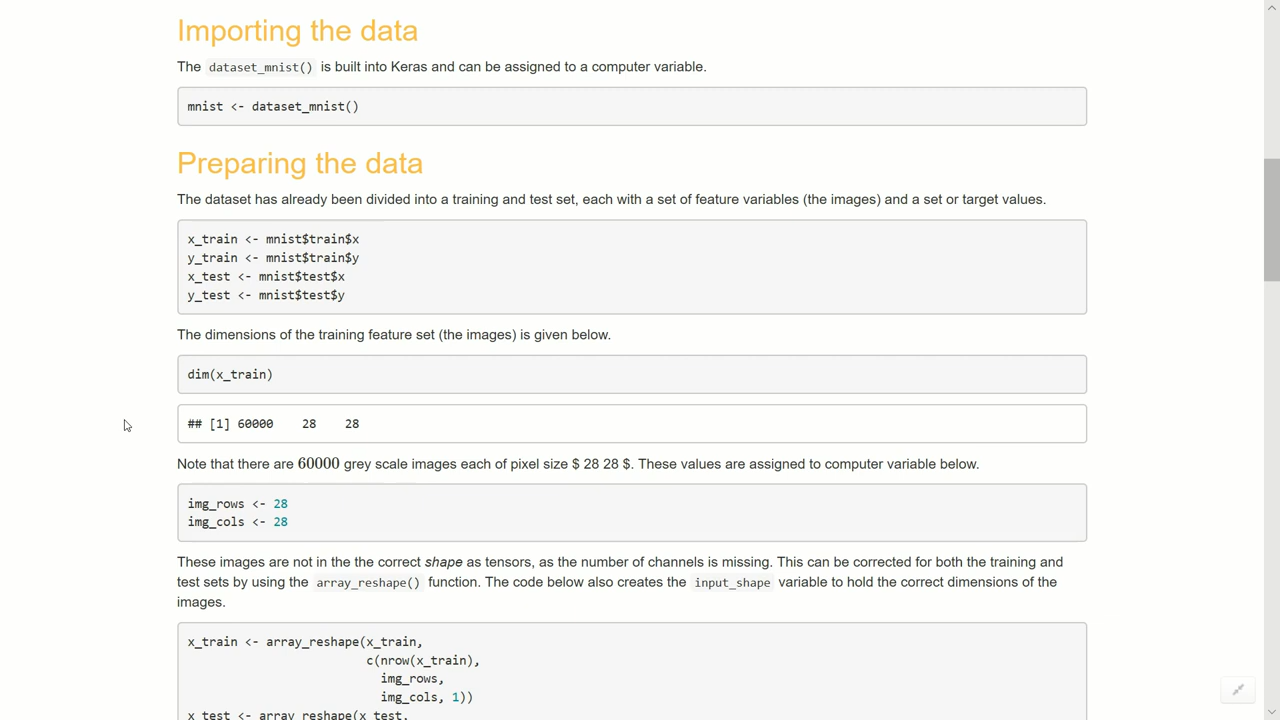 Importing the data
The dataset_mnist() is built into Keras and can be assigned to a computer variable.
mnist <- dataset_mnist()
Preparing the data
The dataset has already been divided into a training and test set, each with a set of feature variables (the images) and a set or target values.
x_train <- mnist$train$x
y_train <- mnist$train$y
x_test <- mnist$test$x
y_test <- mnist$test$y
The dimensions of the training feature set (the images) is given below.
dim(x_train)
## [1] 60000    28    28
Note that there are 60000 grey scale images each of pixel size $ 28 28 $. These values are assigned to computer variable below.
img_rows <- 28
img_cols <- 28
These images are not in the the correct shape as tensors, as the number of channels is missing. This can be corrected for both the training and
test sets by using the array_reshape() function. The code below also creates the input_shape variable to hold the correct dimensions of the
images.
x_train <- array_reshape(x_train,
c(nrow(x_train),
img_rows,
img_cols, 1))
x_test <- array_reshape(x_test,